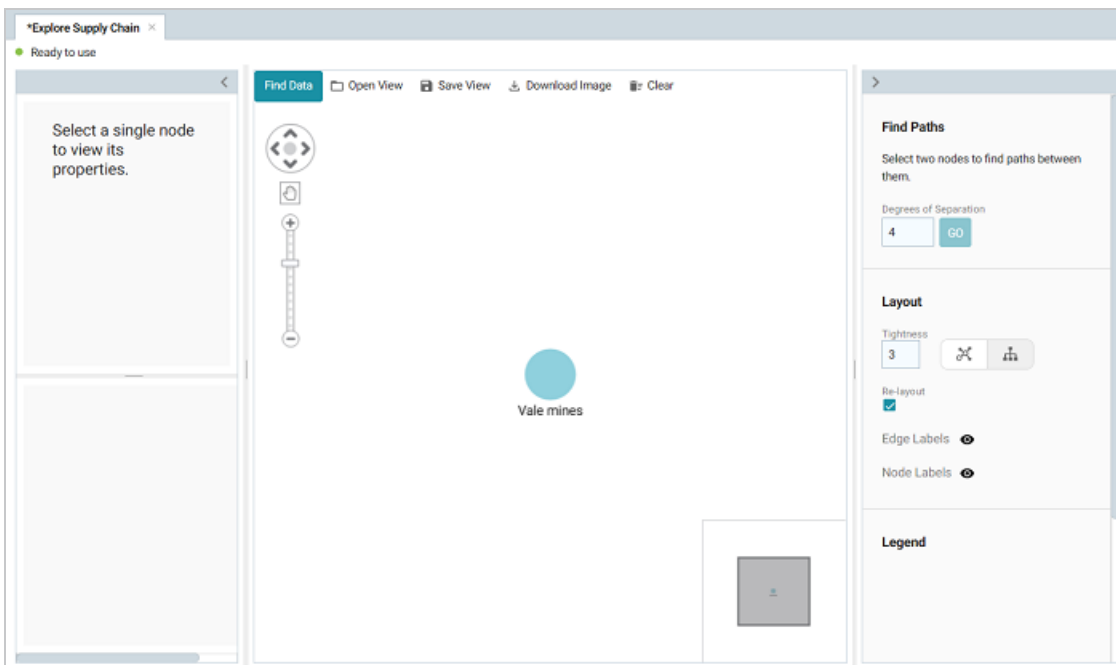 *Explore Supply Chain
Ready to use
Select a single node
to view its
properties.
Find Data Open View Save View Download Image Clear
Vale mines
Find Paths
Select two nodes to find paths between
them.
Degrees of Separation
4 GO
Layout
Tightness
3
Re-layout
Edge Labels
Node Labels
Legend